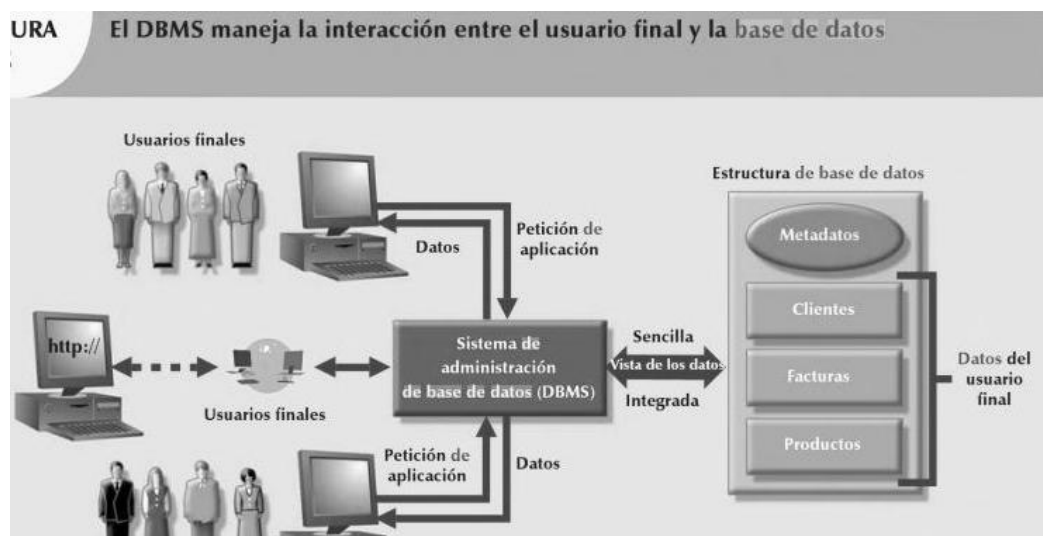 URA
El DBMS maneja la interacción entre el usuario final y la base de datos
Usuarios finales
Estructura de base de datos
Metadatos
Petición de
aplicación
Datos
Clientes
http://
Sistema de
administración
de base de datos (DBMS)
Sencilla
Vista de los datos
Integrada
Facturas
Datos del
usuario
final
Usuarios finales
Productos
Petición de
aplicación
Datos